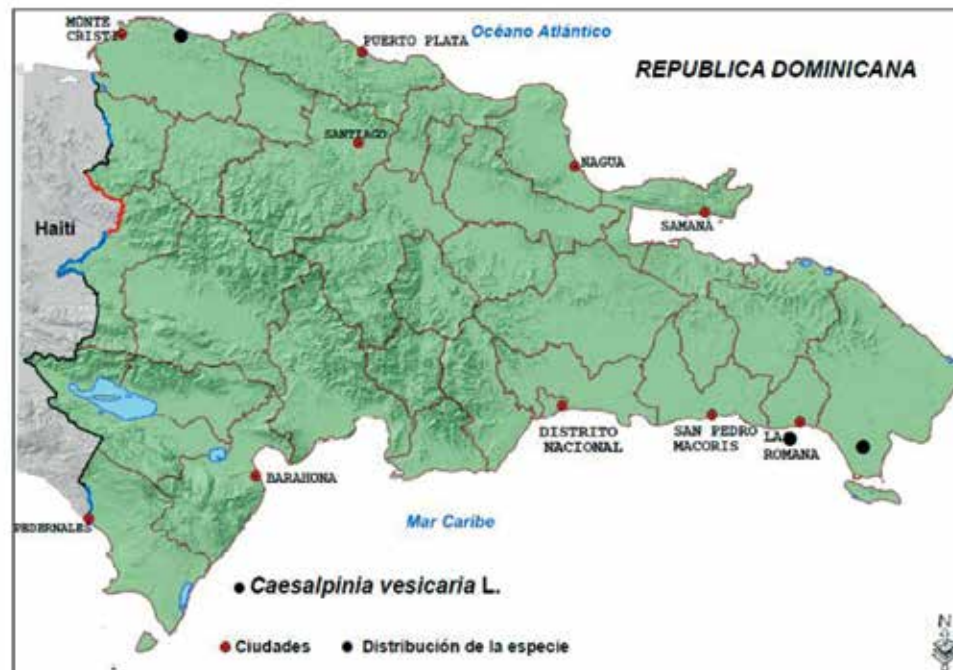 MONTE
CRISTI
Océano Atlántico
PUERTO PLATA
REPUBLICA DOMINICANA
SANTIAGO
NAGUA
SAMANA
Haití
DISTRITO
NACIONAL
SAN PEDRO
MACORIS
LA
ROMANA
BARAHONA
PEDERNALES
Mar Caribe
Caesalpinia vesicaria L.
Ciudades
Distribución de la especie
N